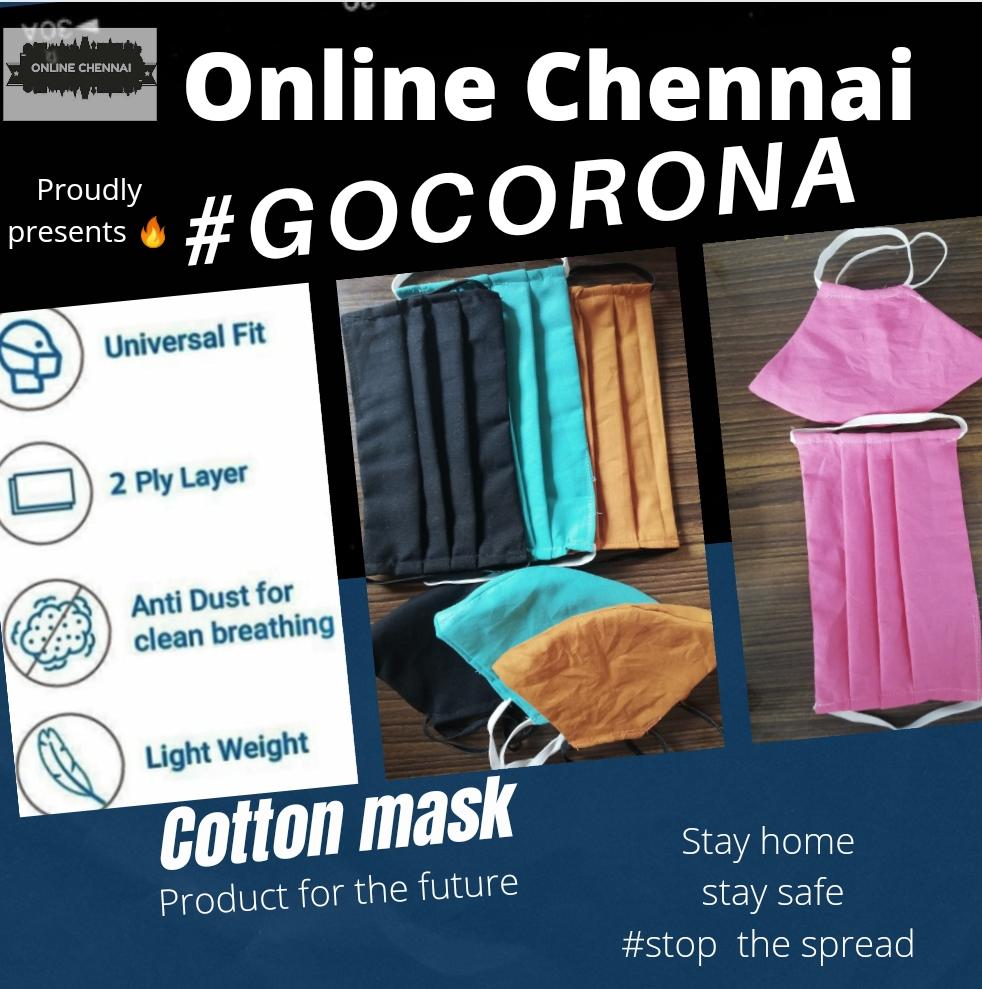 ONLINE CHENNAI
Online Chennai
Proudly
presents 🔥
#GOCORONA
Universal Fit
2 Ply Layer
Anti Dust for
clean breathing
Light Weight
Cotton mask
Product for the future
Stay home
stay safe
#stop the spread